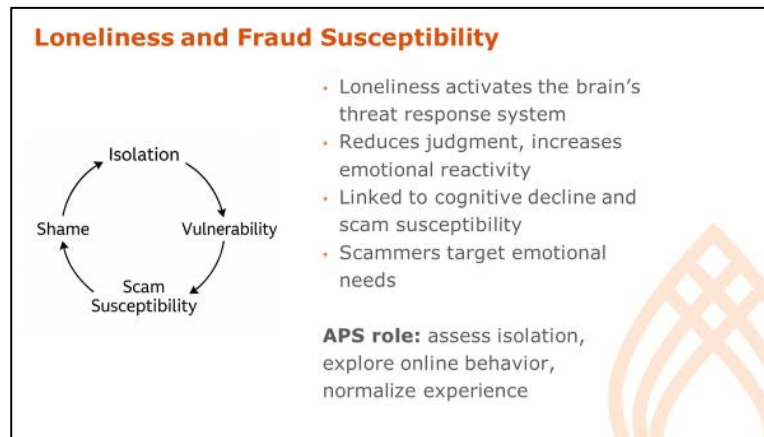 Loneliness and Fraud Susceptibility
Isolation
Shame
Vulnerability
Scam
Susceptibility
• Loneliness activates the brain’s
threat response system
• Reduces judgment, increases
emotional reactivity
• Linked to cognitive decline and
scam susceptibility
• Scammers target emotional
needs
APS role: assess isolation,
explore online behavior,
normalize experience